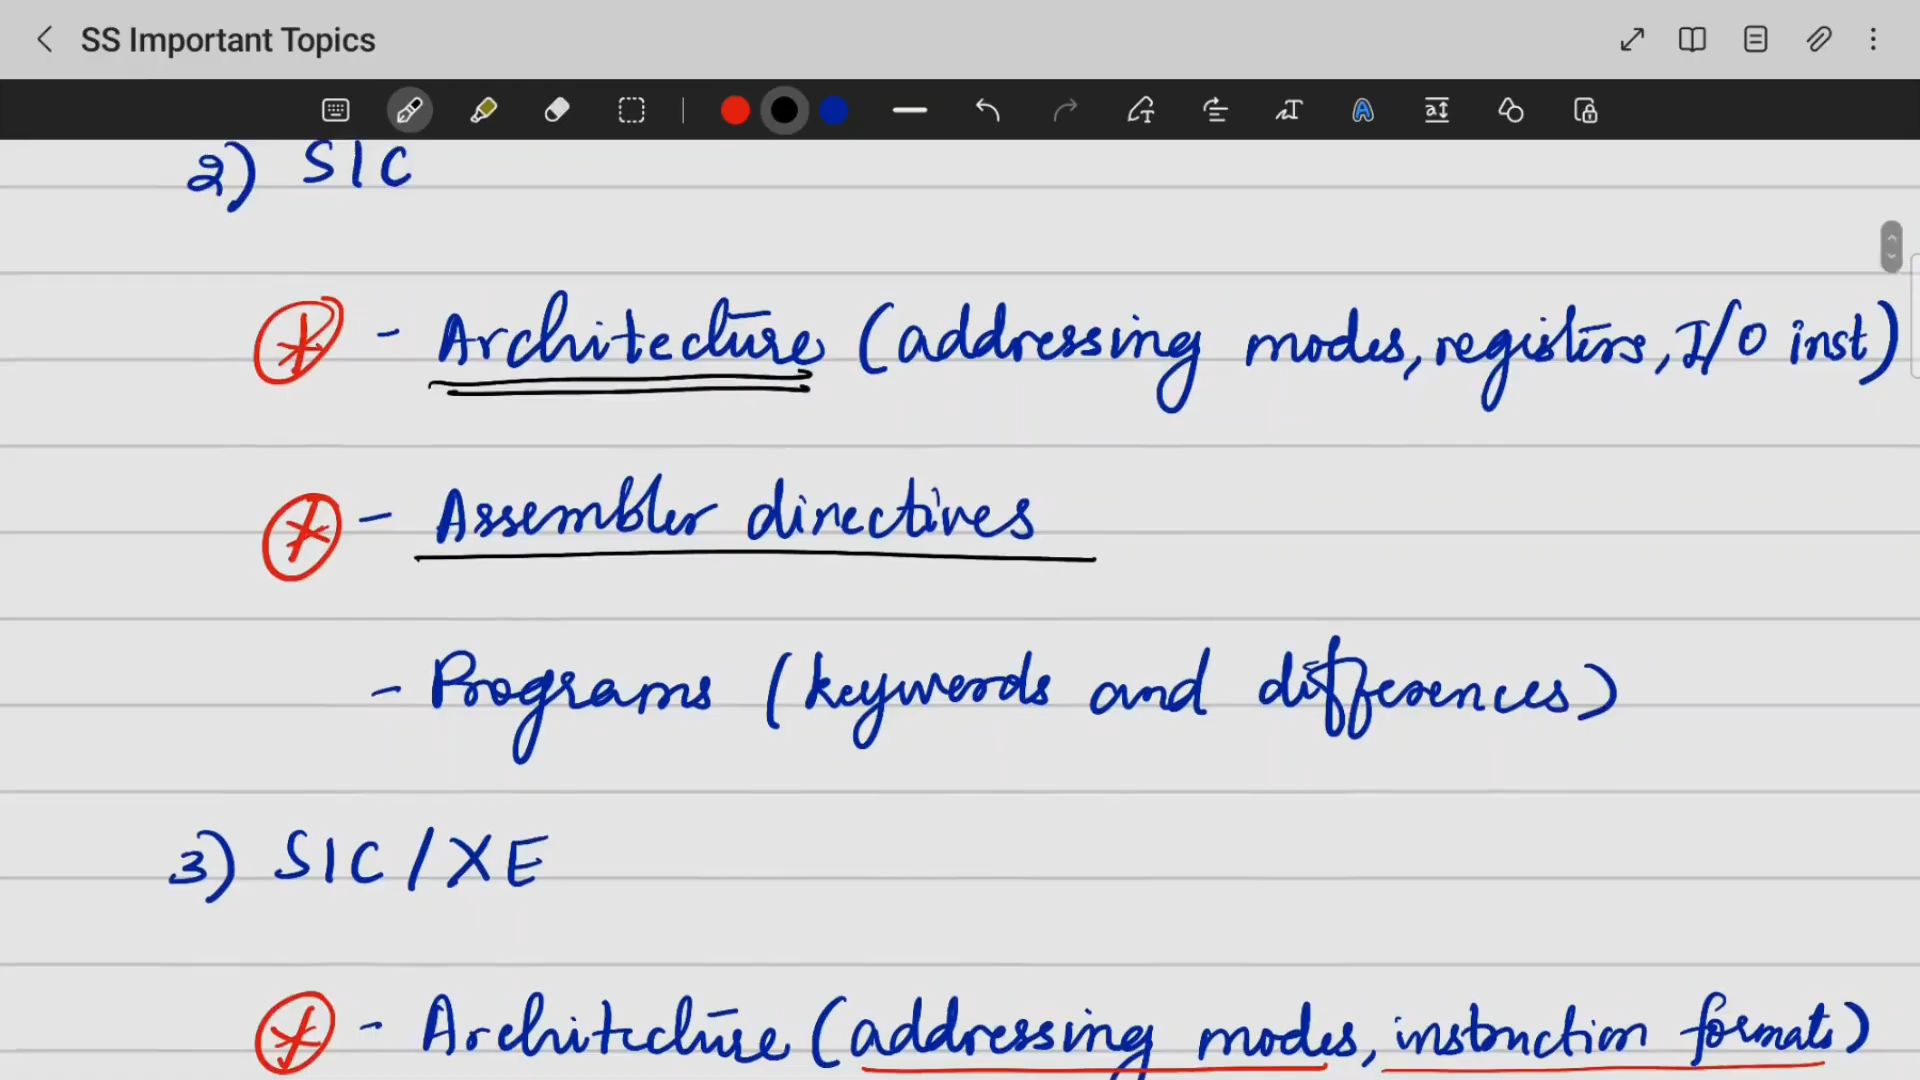 SS Important Topics
2) SIC
- Architecture (addressing modes, registers, I/O inst)
- Assembler directives
- Programs (keywords and differences)
3) SIC/XE
- Architecture (addressing modes, instruction formats)